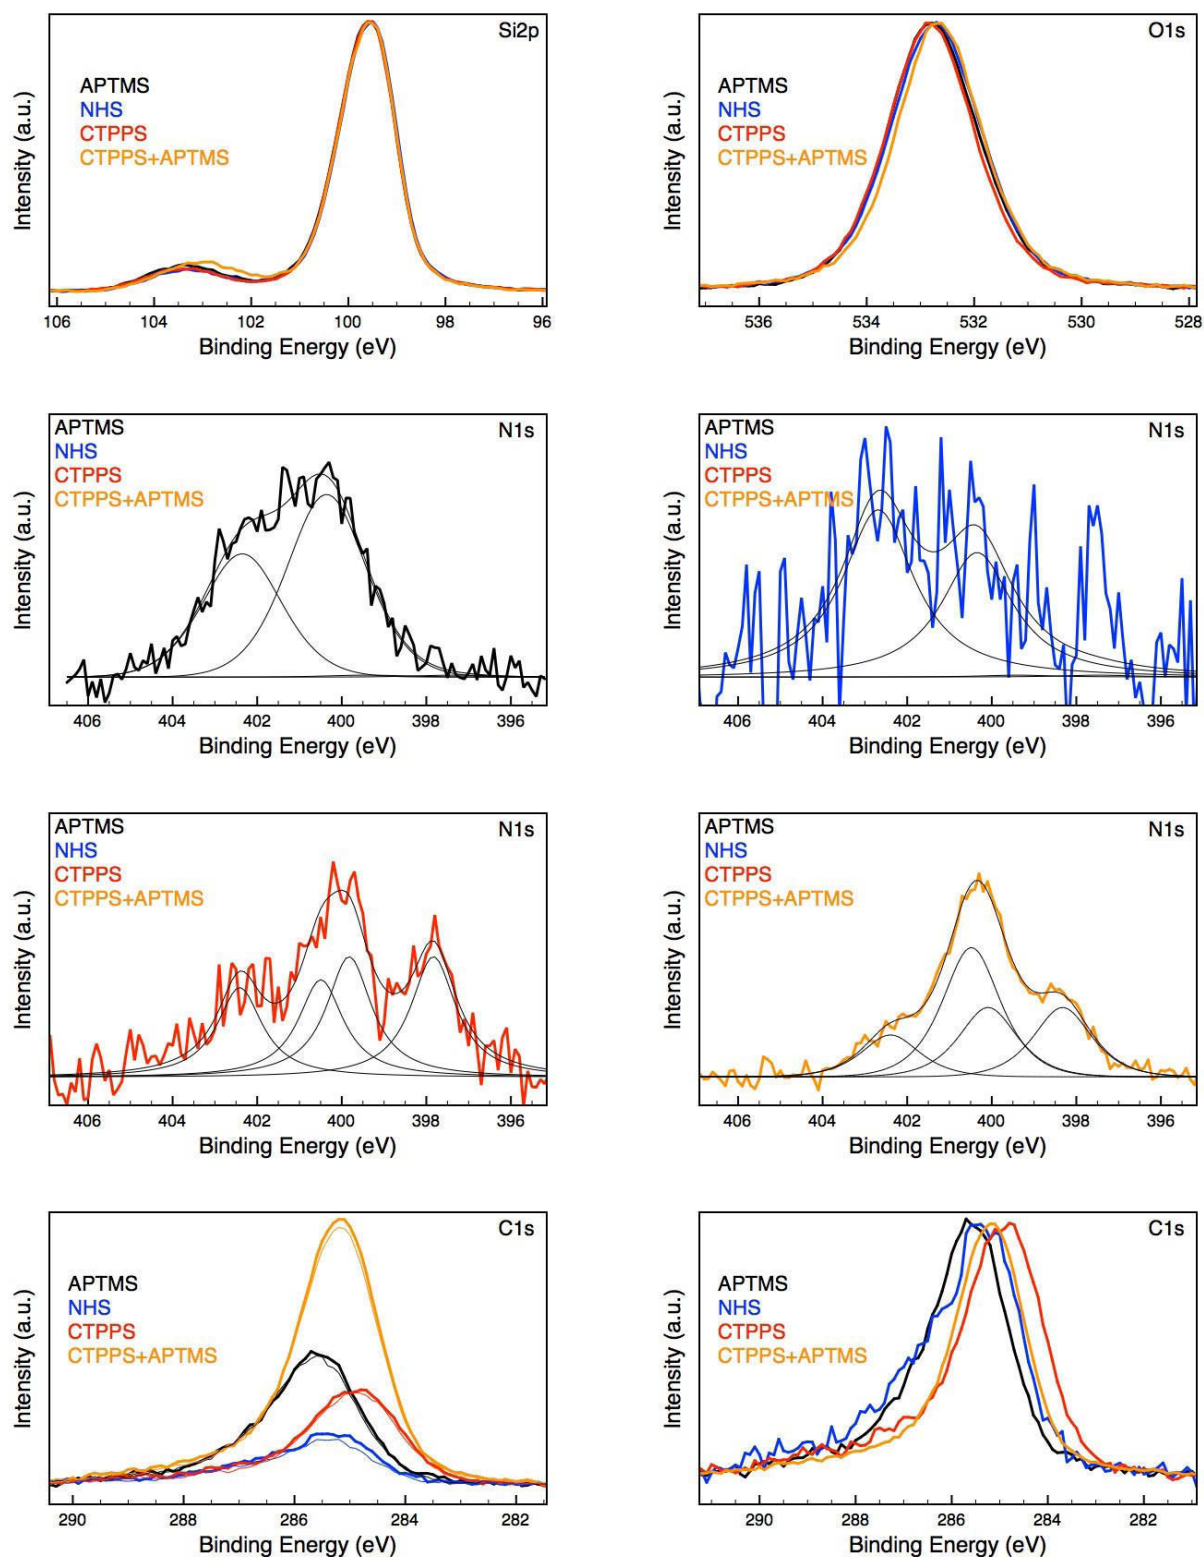 Si2p
APTMS
NHS
CTPPS
CTPPS+APTMS
Intensity (a.u.)
106 104 102 100 98 96
Binding Energy (eV)
O1s
APTMS
NHS
CTPPS
CTPPS+APTMS
Intensity (a.u.)
536 534 532 530 528
Binding Energy (eV)
APTMS
N1s
NHS
CTPPS
CTPPS+APTMS
Intensity (a.u.)
406 404 402 400 398 396
Binding Energy (eV)
APTMS
N1s
NHS
CTPPS
CTPPS+APTMS
Intensity (a.u.)
406 404 402 400 398 396
Binding Energy (eV)
APTMS
N1s
NHS
CTPPS
CTPPS+APTMS
Intensity (a.u.)
406 404 402 400 398 396
Binding Energy (eV)
APTMS
N1s
NHS
CTPPS
CTPPS+APTMS
Intensity (a.u.)
406 404 402 400 398 396
Binding Energy (eV)
C1s
APTMS
NHS
CTPPS
CTPPS+APTMS
Intensity (a.u.)
290 288 286 284 282
Binding Energy (eV)
C1s
APTMS
NHS
CTPPS
CTPPS+APTMS
Intensity (a.u.)
290 288 286 284 282
Binding Energy (eV)